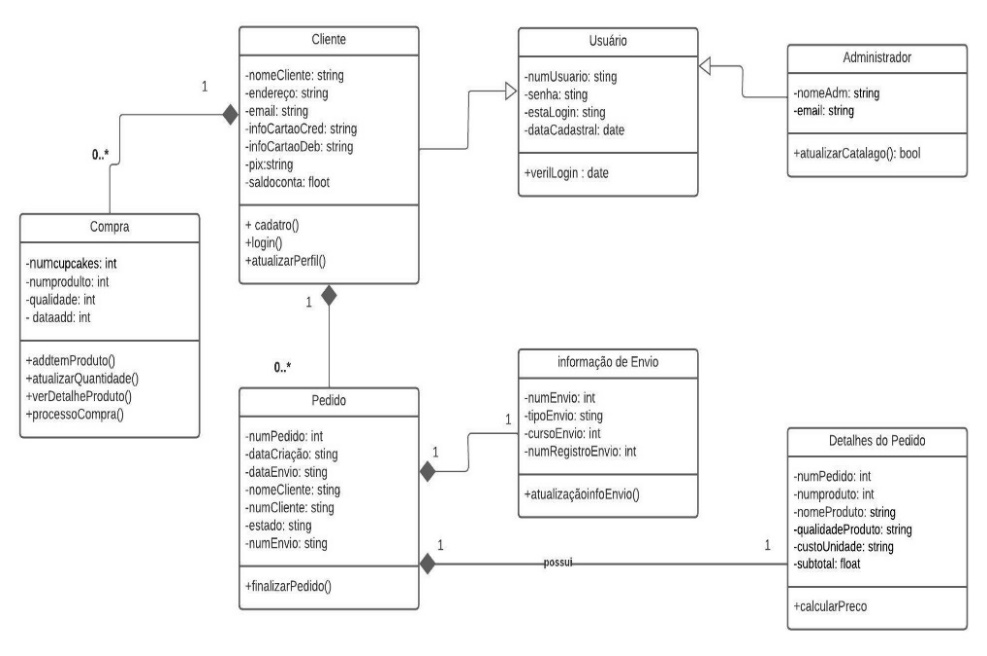 Cliente
-nomeCliente: string
-endereço: string
-email: string
-infoCartaoCred: string
-infoCartaoDeb: string
-pix:string
-saldoconta: floot
+ cadatro()
+login()
+atualizarPerfil()
Usuário
-numUsuario: sting
-senha: sting
-estaLogin: sting
-dataCadastral: date
+verilLogin : date
Administrador
-nomeAdm: string
-email: string
+atualizarCatalago(): bool
1
0..*
Compra
-numcupcakes: int
-numprodulto: int
-qualidade: int
- dataadd: int
+addtemProduto()
+atualizarQuantidade()
+verDetalheProduto()
+processoCompra()
1
0..*
Pedido
-numPedido: int
-dataCriação: sting
-dataEnvio: sting
-nomeCliente: sting
-numCliente: sting
-estado: sting
-numEnvio: sting
+finalizarPedido()
1
1
informação de Envio
-numEnvio: int
-tipoEnvio: sting
-cursoEnvio: int
-numRegistroEnvio: int
+atualizaçãoinfoEnvio()
1
possui
1
Detalhes do Pedido
-numPedido: int
-numproduto: int
-nomeProduto: string
-qualidadeProduto: string
-custoUnidade: string
-subtotal: float
+calcularPreco